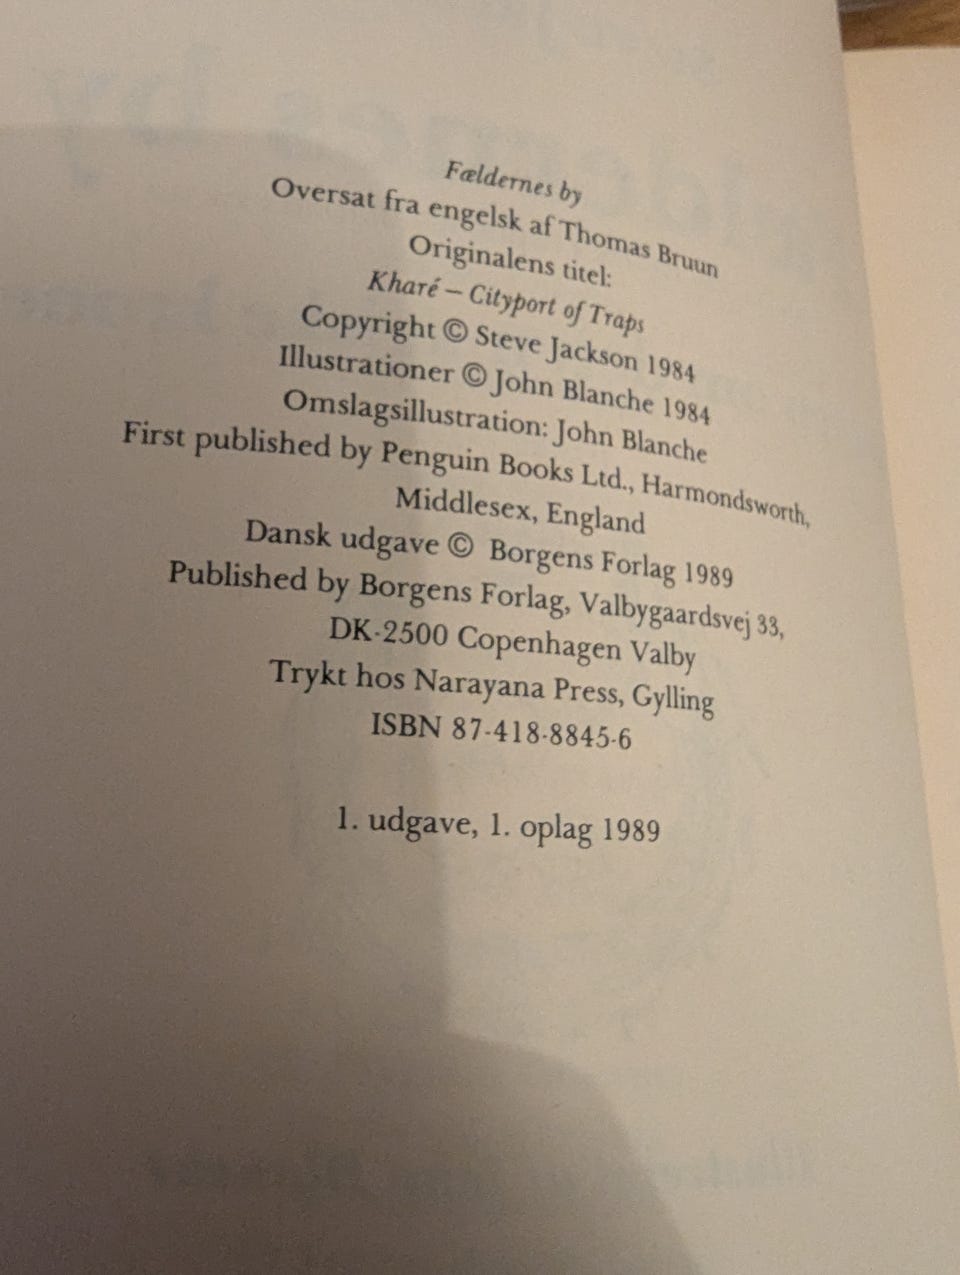 Fældernes by
Oversat fra engelsk af Thomas Bruun
Originalens titel:
Kharé – Cityport of Traps
Copyright © Steve Jackson 1984
Illustrationer © John Blanche 1984
Omslagsillustration: John Blanche
First published by Penguin Books Ltd., Harmondsworth,
Middlesex, England
Dansk udgave © Borgens Forlag 1989
Published by Borgens Forlag, Valbygaardsvej 33,
DK-2500 Copenhagen Valby
Trykt hos Narayana Press, Gylling
ISBN 87-418-8845-6
1. udgave, 1. oplag 1989